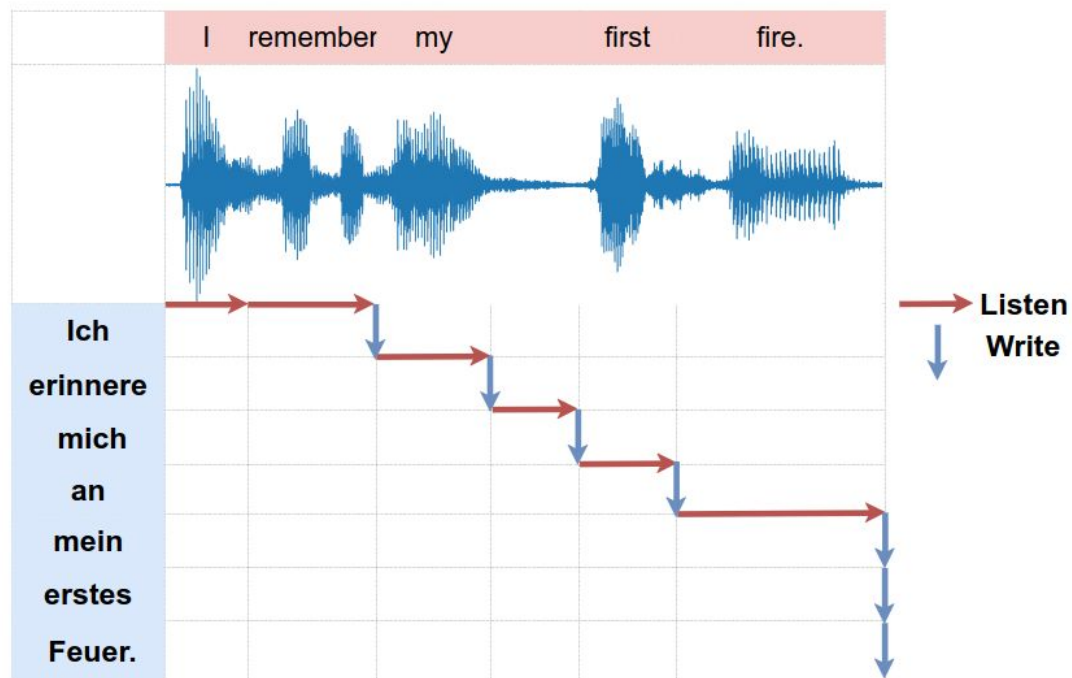 I remember my first fire.
Ich
erinnere
mich
an
mein
erstes
Feuer.
Listen
Write